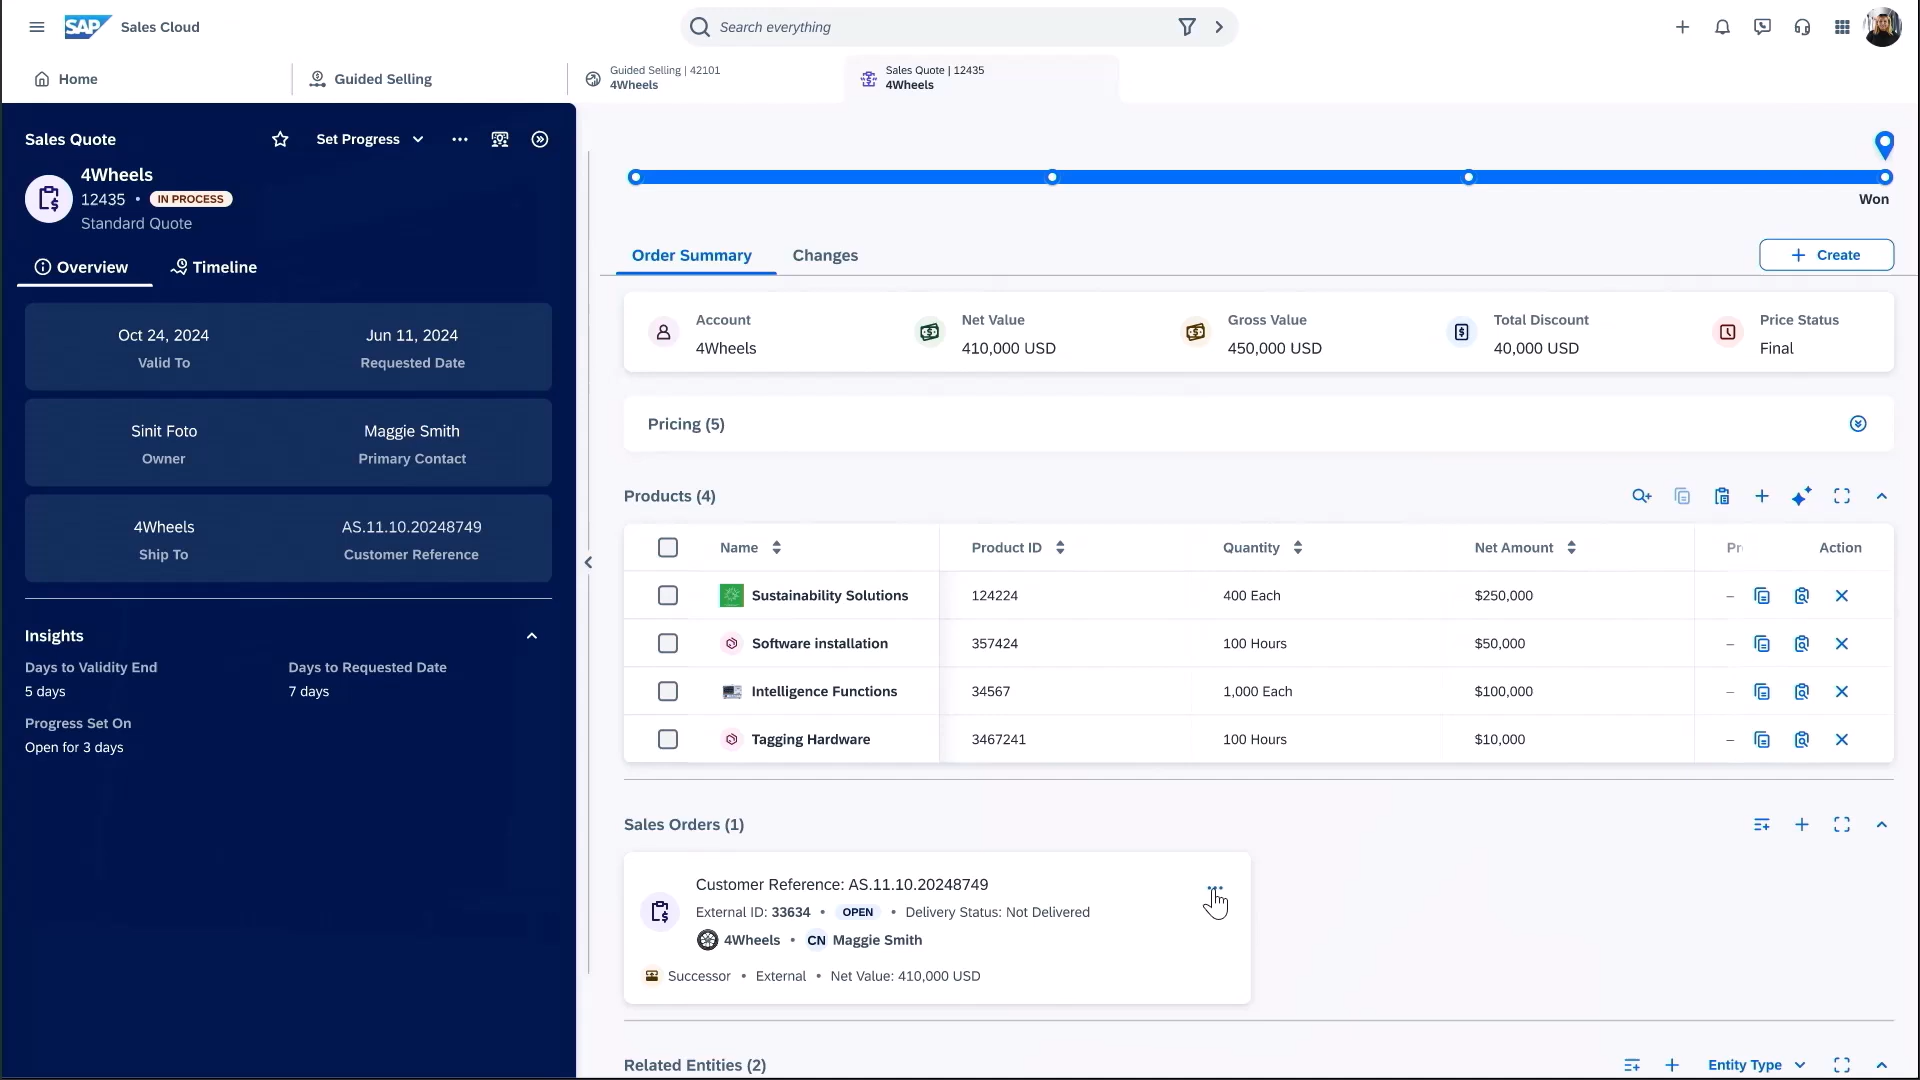 SAP Sales Cloud
Search everything
Home
Guided Selling
Guided Selling | 42101
4Wheels
Sales Quote | 12435
4Wheels
Sales Quote
Set Progress
4Wheels
12435 • IN PROCESS
Standard Quote
Overview
Timeline
Oct 24, 2024
Valid To
Jun 11, 2024
Requested Date
Sinit Foto
Owner
Maggie Smith
Primary Contact
4Wheels
Ship To
AS.11.10.20248749
Customer Reference
Insights
Days to Validity End
5 days
Days to Requested Date
7 days
Progress Set On
Open for 3 days
Won
Order Summary
Changes
Create
Account
4Wheels
Net Value
410,000 USD
Gross Value
450,000 USD
Total Discount
40,000 USD
Price Status
Final
Pricing (5)
Products (4)
Name Product ID Quantity Net Amount Pr Action
Sustainability Solutions 124224 400 Each $250,000 –
Software installation 357424 100 Hours $50,000 –
Intelligence Functions 34567 1,000 Each $100,000 –
Tagging Hardware 3467241 100 Hours $10,000 –
Sales Orders (1)
Customer Reference: AS.11.10.20248749
External ID: 33634 • OPEN • Delivery Status: Not Delivered
4Wheels • CN Maggie Smith
Successor • External • Net Value: 410,000 USD
Related Entities (2)
Entity Type